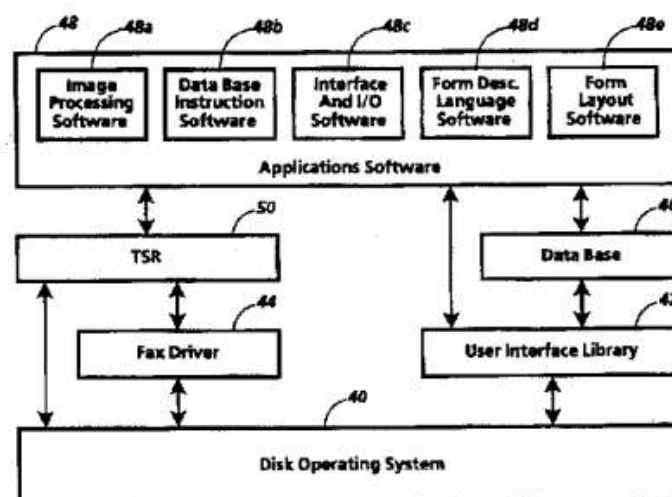 48
48a
48b
48c
48d
48e
Image
Processing
Software
Data Base
Instruction
Software
Interface
And I/O
Software
Form Desc.
Language
Software
Form
Layout
Software
Applications Software
50
TSR
Data Base
44
Fax Driver
User Interface Library
40
Disk Operating System